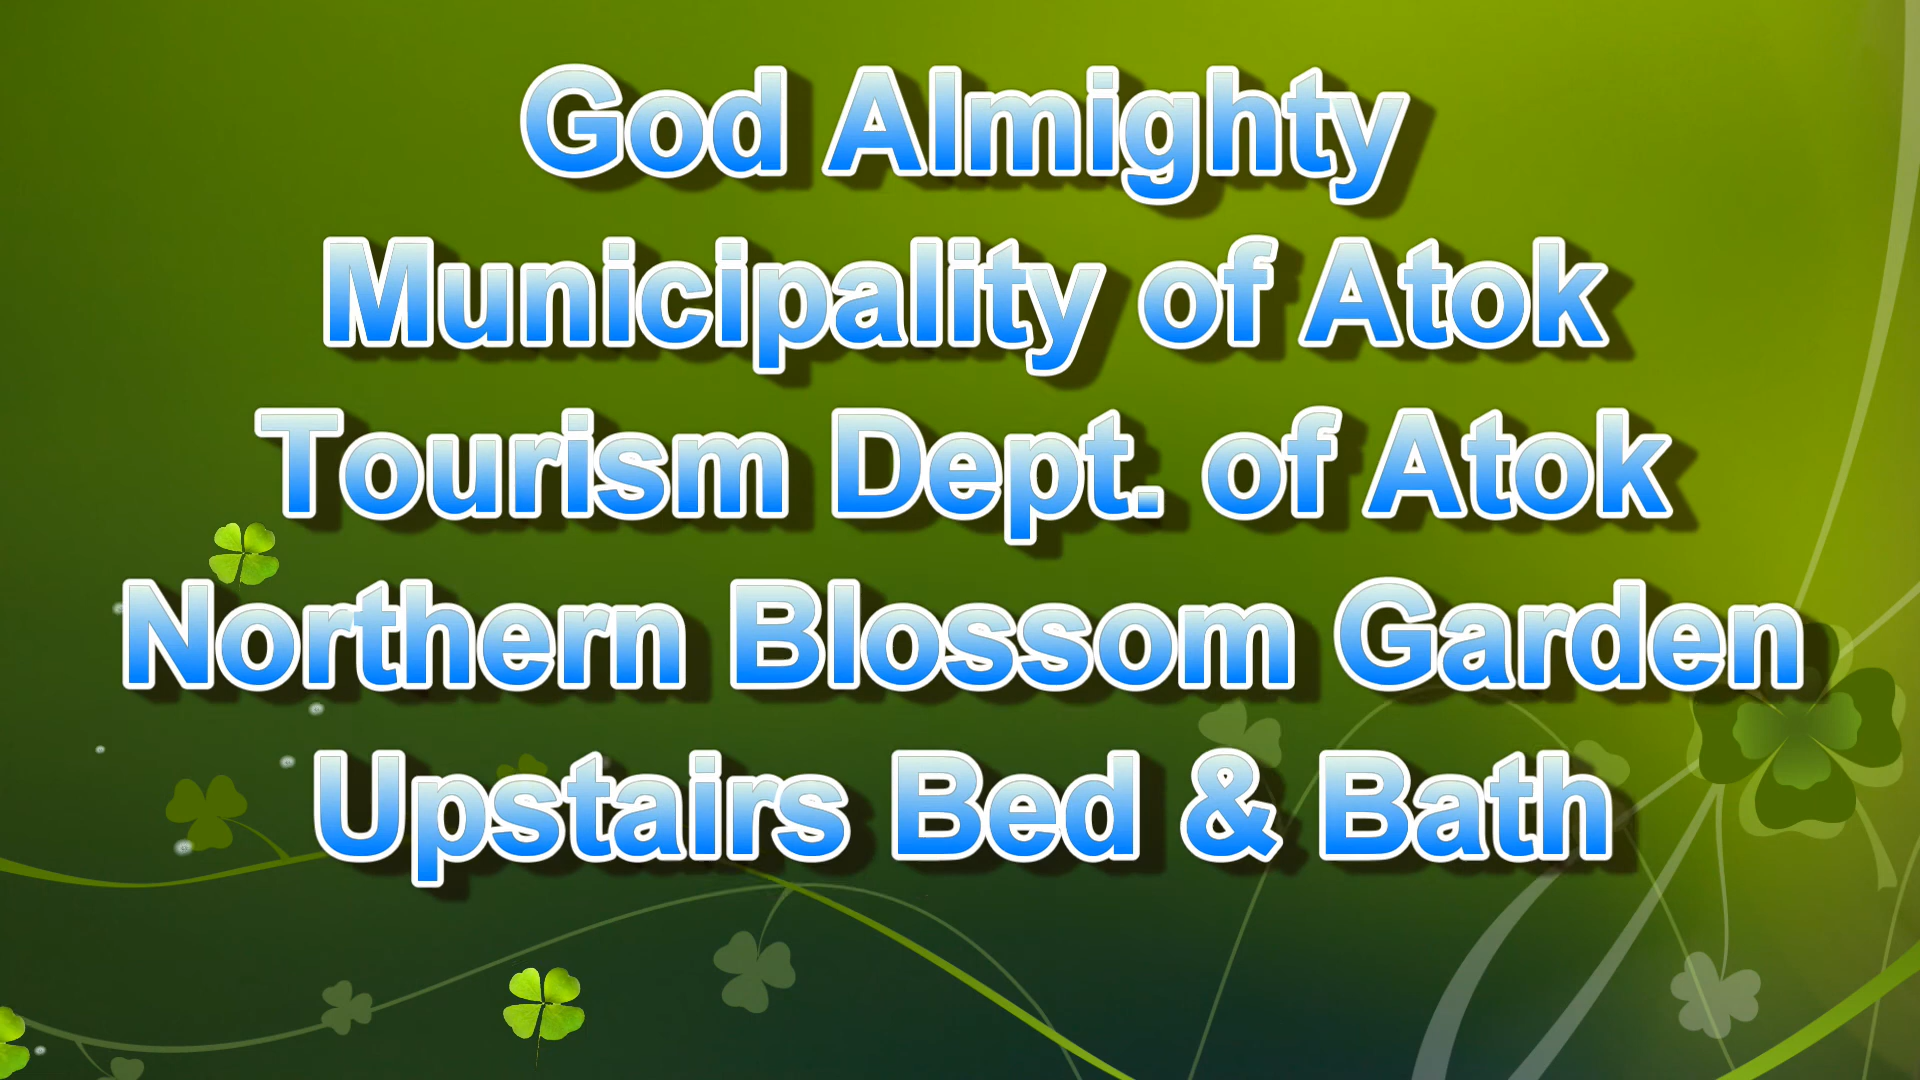 God Almighty
Municipality of Atok
Tourism Dept. of Atok
Northern Blossom Garden
Upstairs Bed & Bath